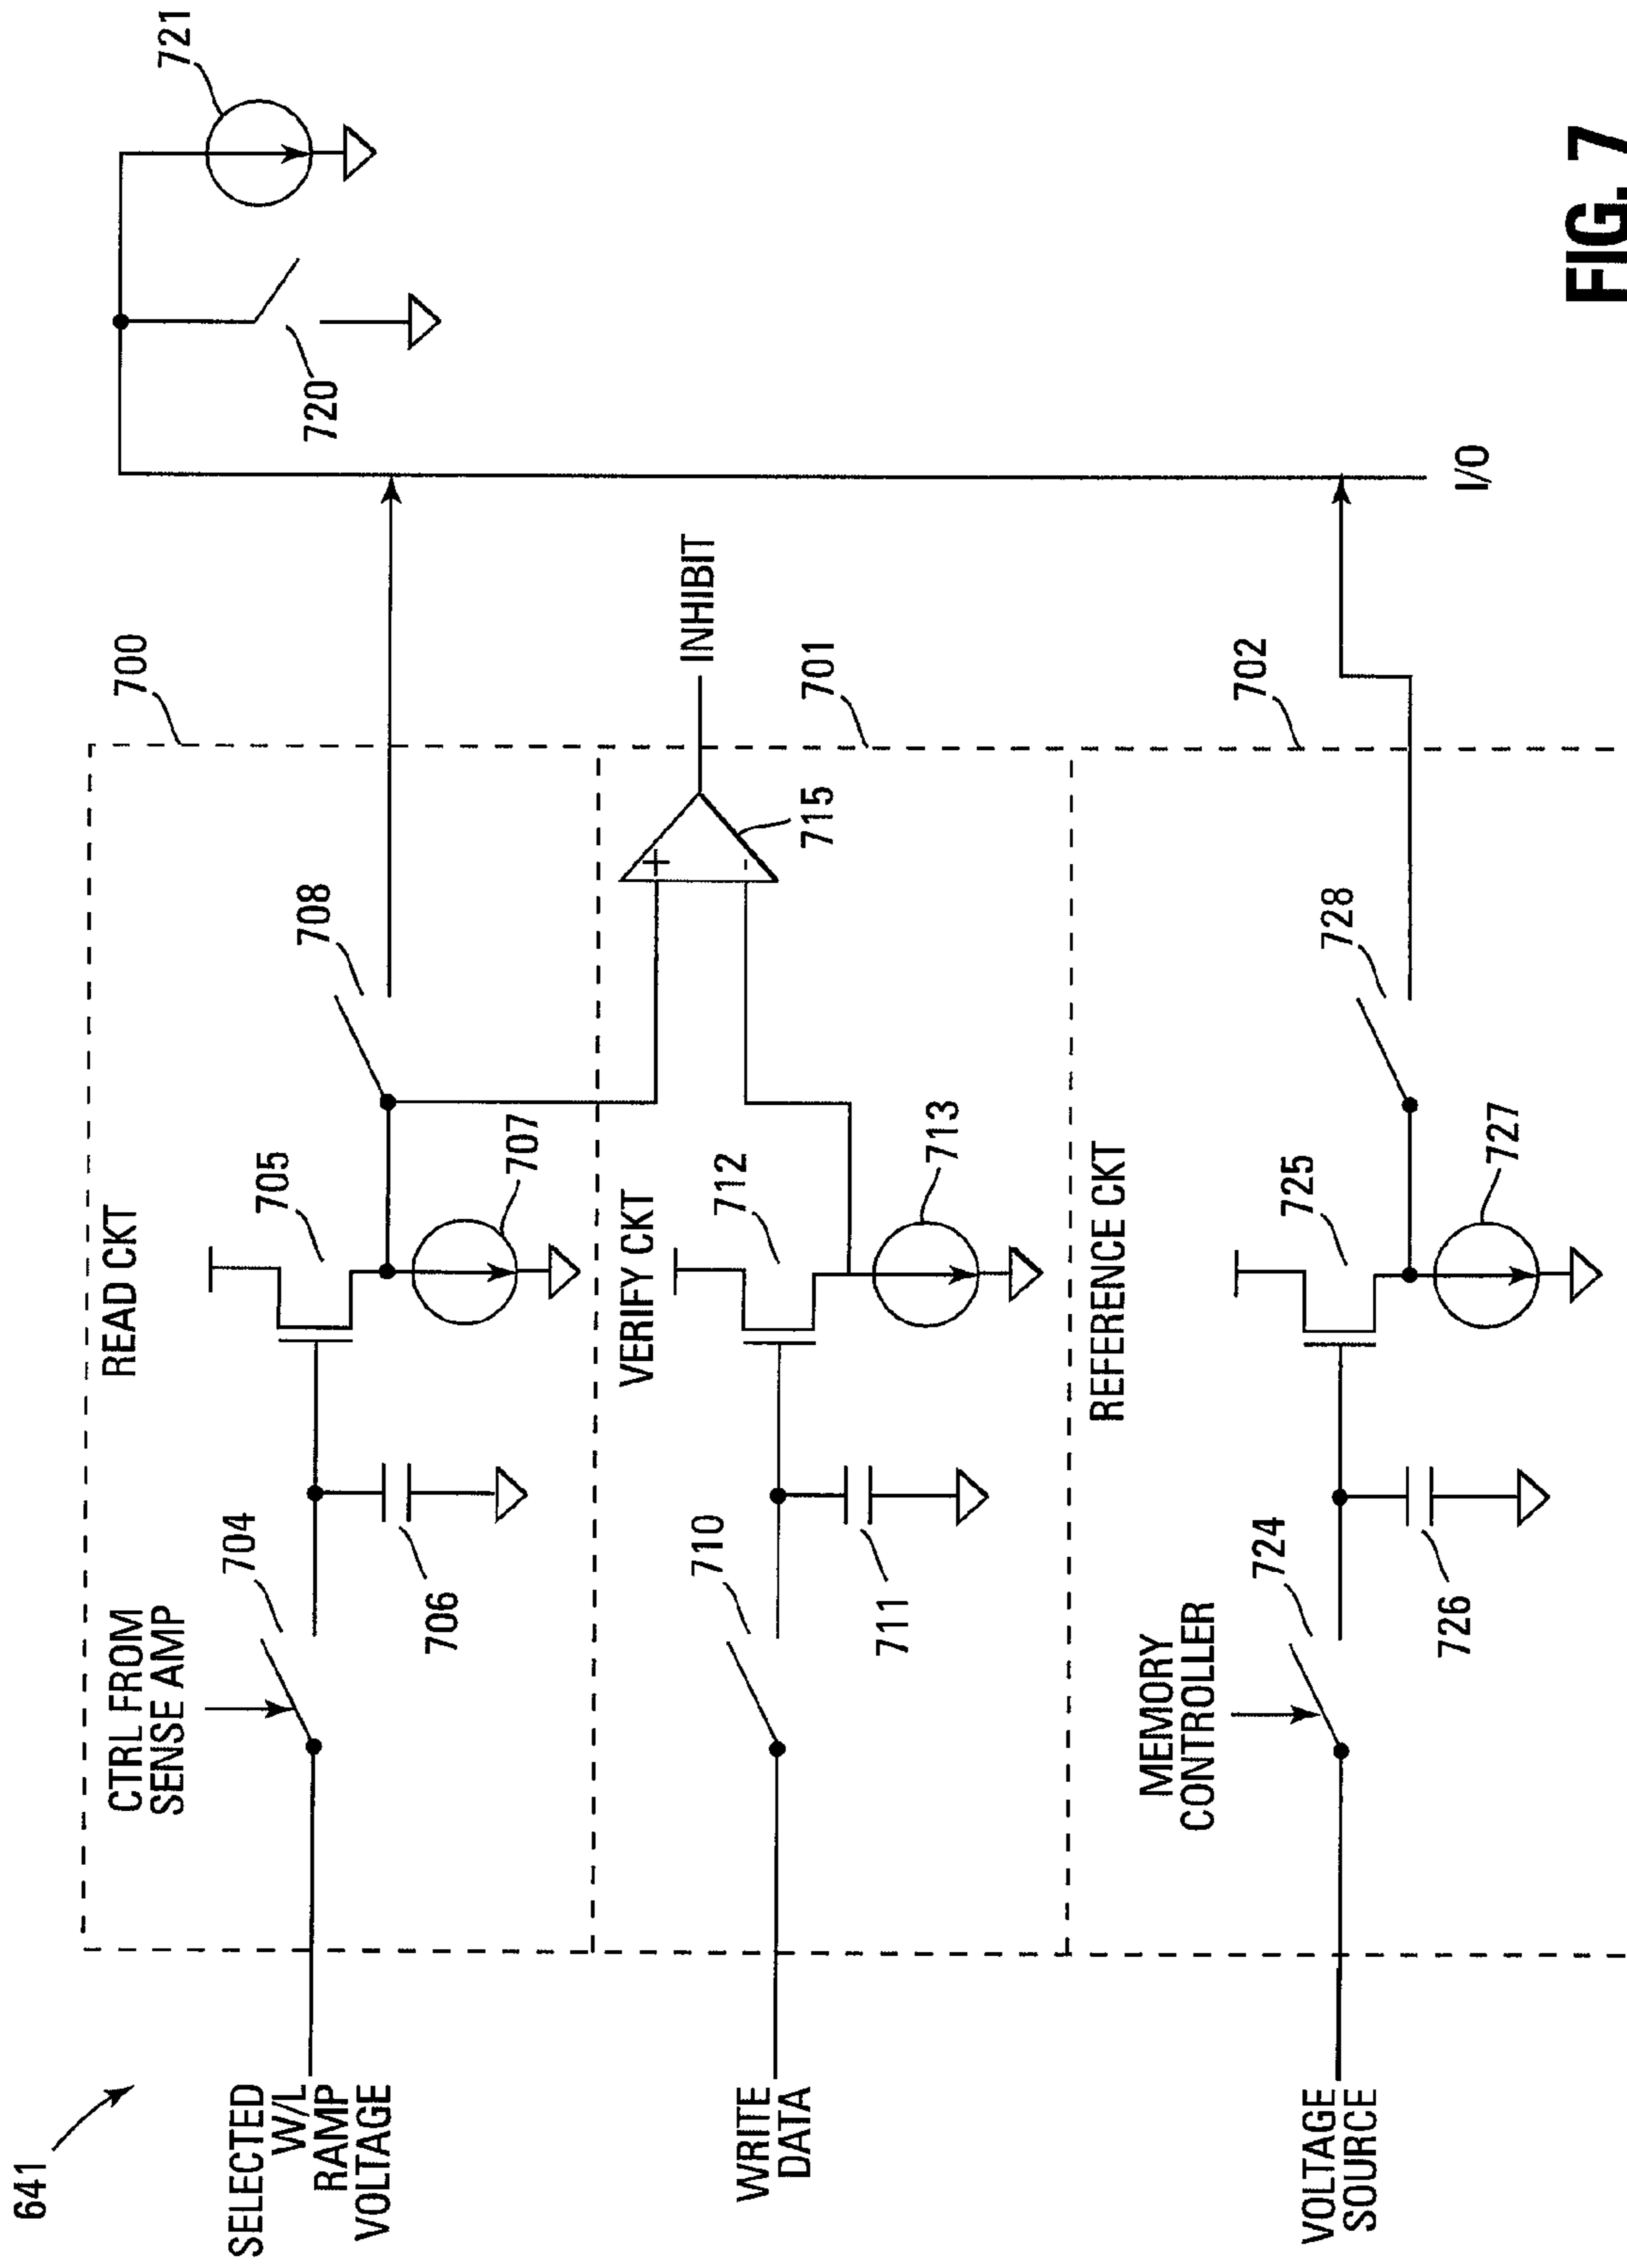 641
SELECTED
W/L
RAMP
VOLTAGE
CTRL FROM
SENSE AMP
704
706
READ CKT
705
707
708
700
720
721
WRITE
DATA
710
711
VERIFY CKT
712
713
+
-
715
INHIBIT
701
VOLTAGE
SOURCE
MEMORY
CONTROLLER
724
726
REFERENCE CKT
725
727
728
702
I/O
FIG. 7